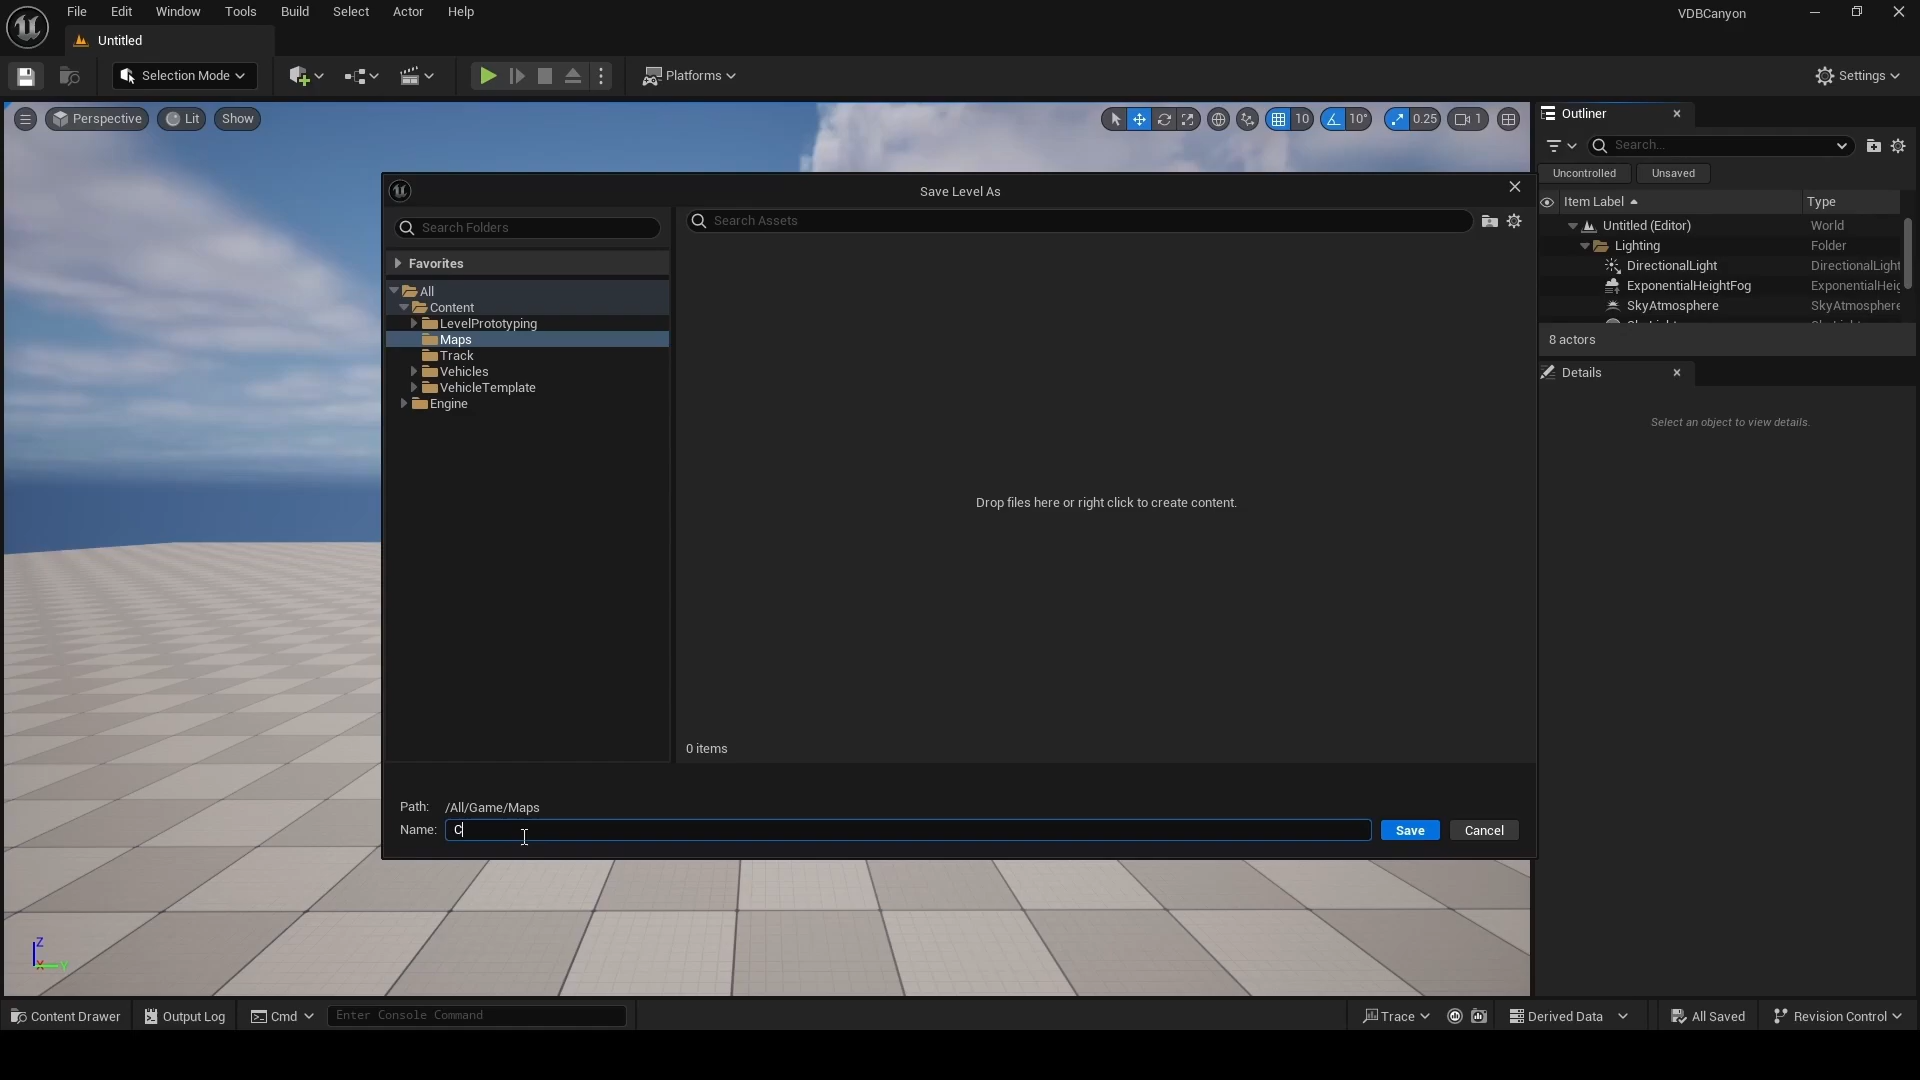 File Edit Window Tools Build Select Actor Help
VDBCanyon
Untitled
Selection Mode
Platforms
Settings
Perspective
Lit
Show
10
10°
0.25
1
Outliner
Search...
Uncontrolled
Unsaved
Item Label
Type
Untitled (Editor) World
Lighting Folder
DirectionalLight DirectionalLight
ExponentialHeightFog ExponentialHeig
SkyAtmosphere SkyAtmosphere
8 actors
Details
Select an object to view details.
Save Level As
Search Folders
Search Assets
Favorites
All
Content
LevelPrototyping
Maps
Track
Vehicles
VehicleTemplate
Engine
Drop files here or right click to create content.
0 items
Path: /All/Game/Maps
Name: C
Save
Cancel
Z
X
Y
Content Drawer
Output Log
Cmd
Enter Console Command
Trace
Derived Data
All Saved
Revision Control